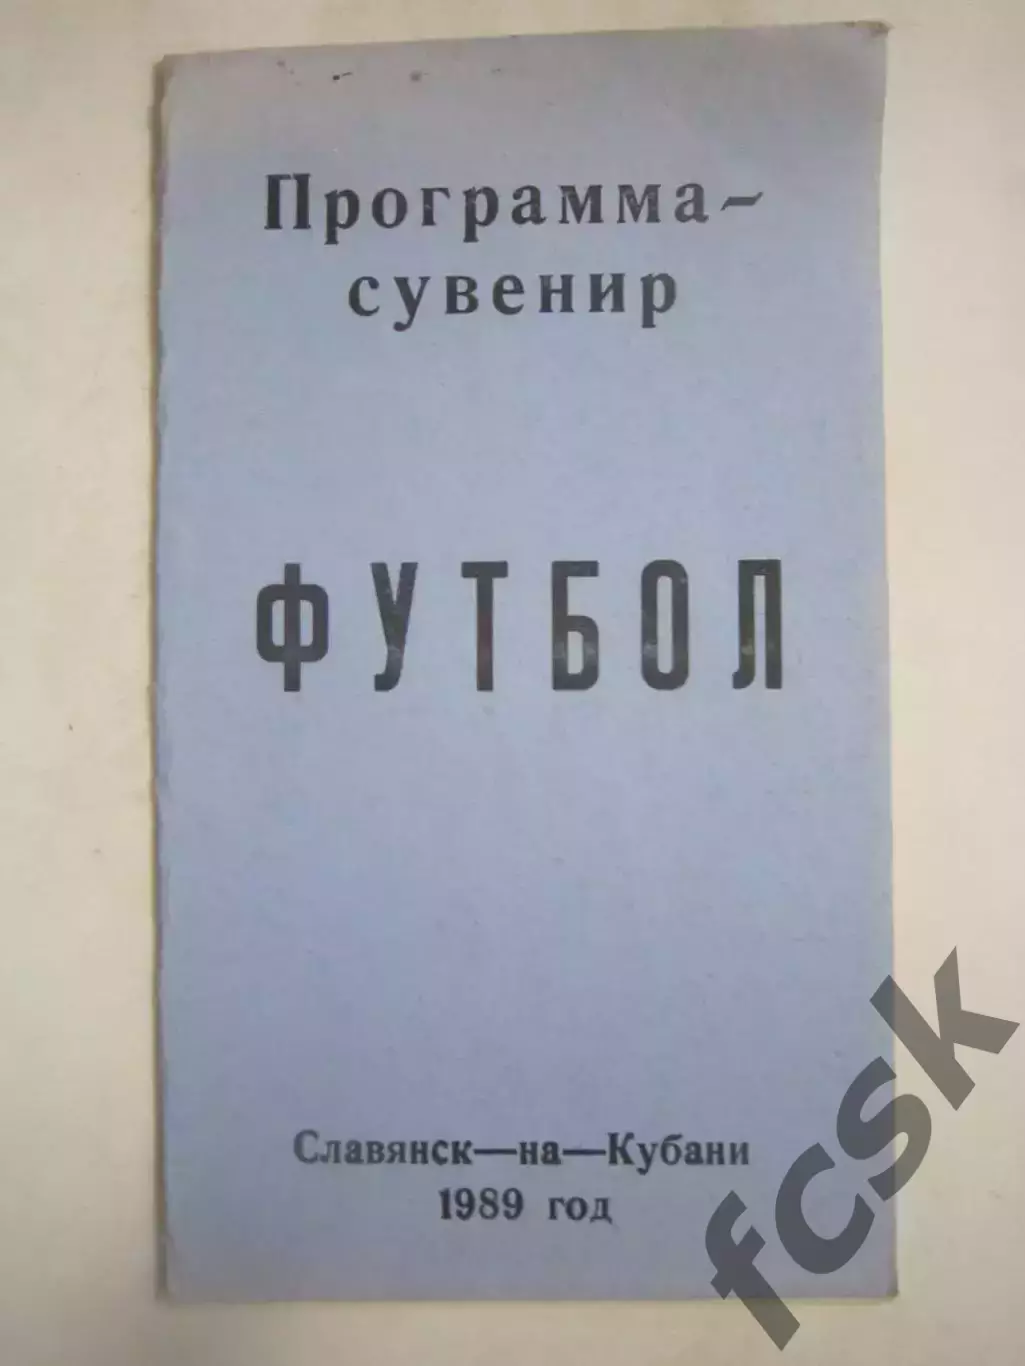 Программа-
сувенир
ФУТБОЛ
Славянск—на—Кубани
1989 год
fcsk